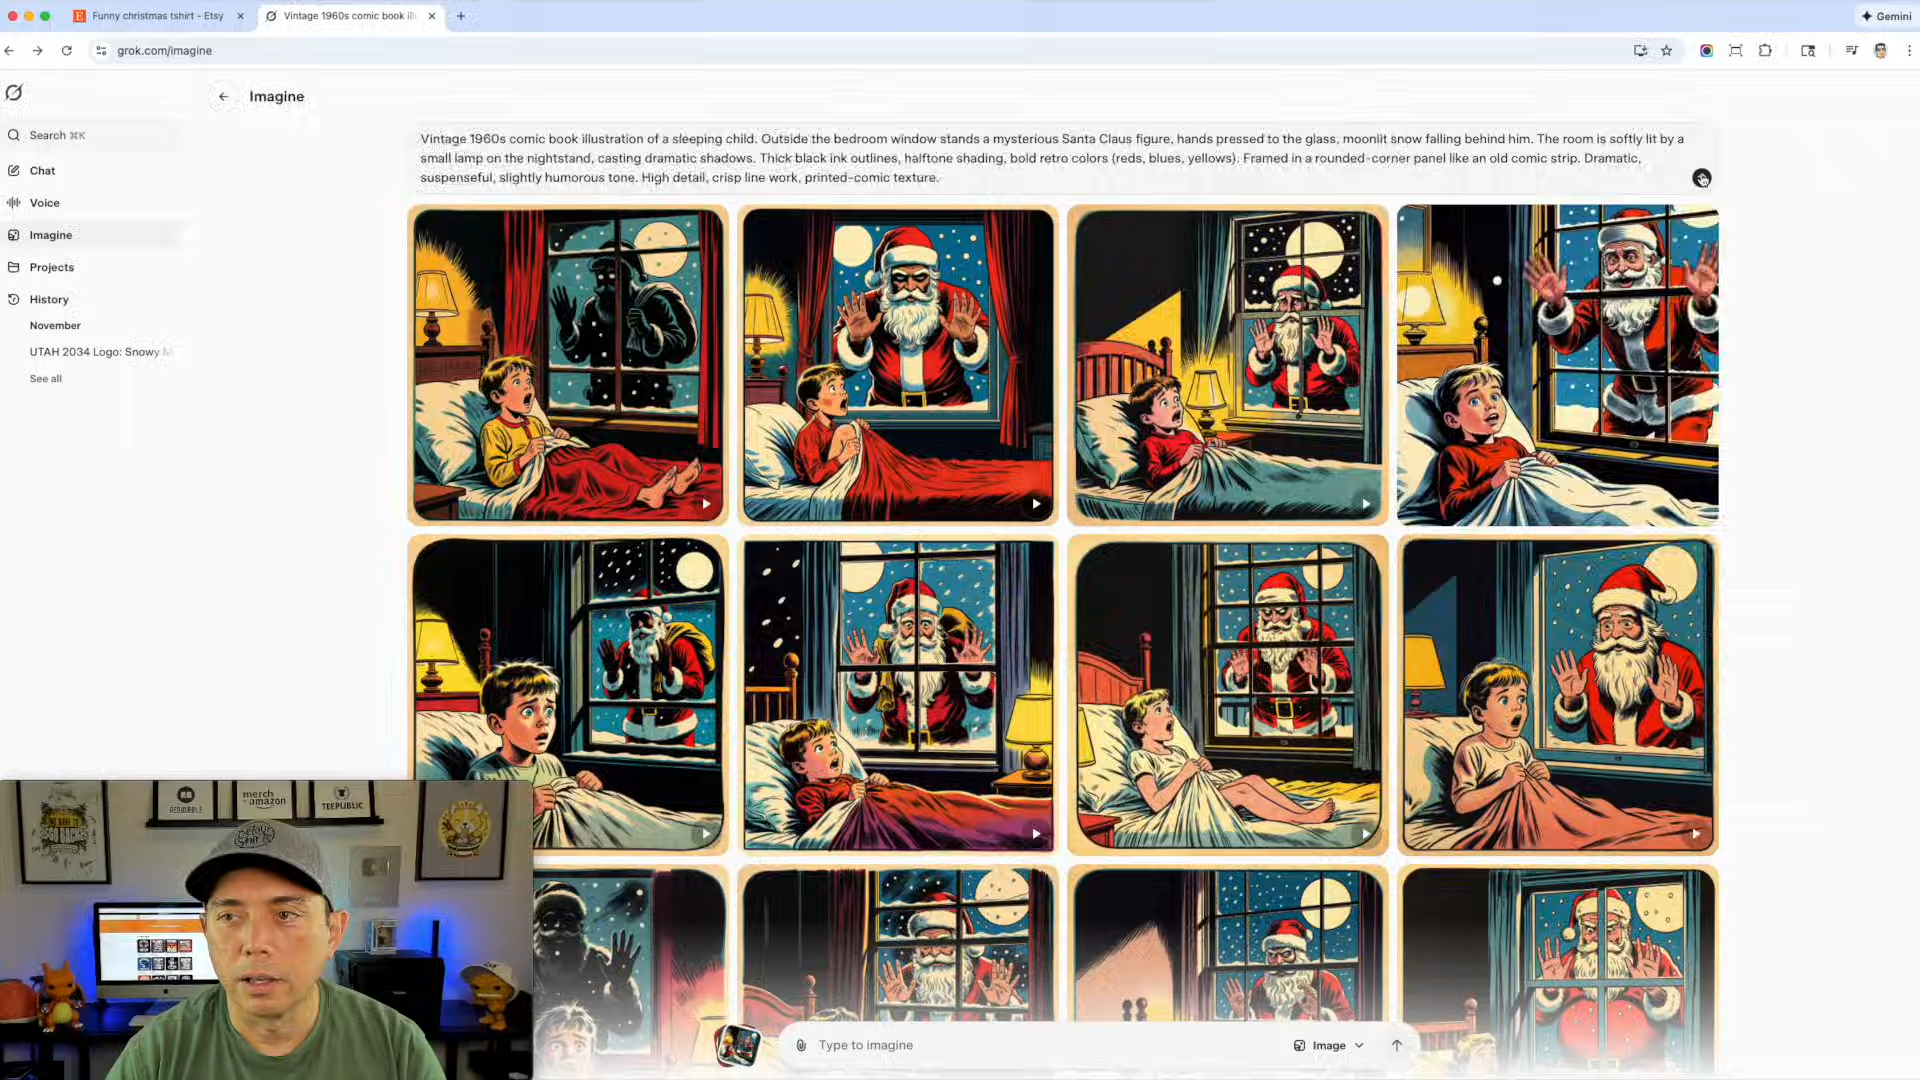 Funny christmas tshirt - Etsy
Vintage 1960s comic book ill
Gemini
grok.com/imagine
Imagine
Search ⌘K
Chat
Voice
Imagine
Projects
History
November
UTAH 2034 Logo: Snowy M
See all
Vintage 1960s comic book illustration of a sleeping child. Outside the bedroom window stands a mysterious Santa Claus figure, hands pressed to the glass, moonlit snow falling behind him. The room is softly lit by a
small lamp on the nightstand, casting dramatic shadows. Thick black ink outlines, halftone shading, bold retro colors (reds, blues, yellows). Framed in a rounded-corner panel like an old comic strip. Dramatic,
suspenseful, slightly humorous tone. High detail, crisp line work, printed-comic texture.
REDBUBBLE
merch
by amazon
TEEPUBLIC
DETOUR
SHIRTS
Type to imagine
Image